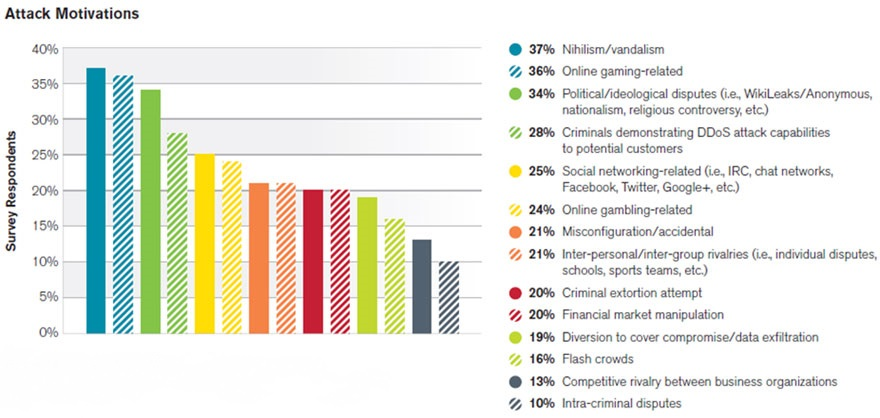 Attack Motivations
40%
35%
30%
25%
20%
15%
10%
5%
0%
Survey Respondents
37% Nihilism/vandalism
36% Online gaming-related
34% Political/ideological disputes (i.e., WikiLeaks/Anonymous,
nationalism, religious controversy, etc.)
28% Criminals demonstrating DDoS attack capabilities
to potential customers
25% Social networking-related (i.e., IRC, chat networks,
Facebook, Twitter, Google+, etc.)
24% Online gambling-related
21% Misconfiguration/accidental
21% Inter-personal/inter-group rivalries (i.e., individual disputes,
schools, sports teams, etc.)
20% Criminal extortion attempt
20% Financial market manipulation
19% Diversion to cover compromise/data exfiltration
16% Flash crowds
13% Competitive rivalry between business organizations
10% Intra-criminal disputes